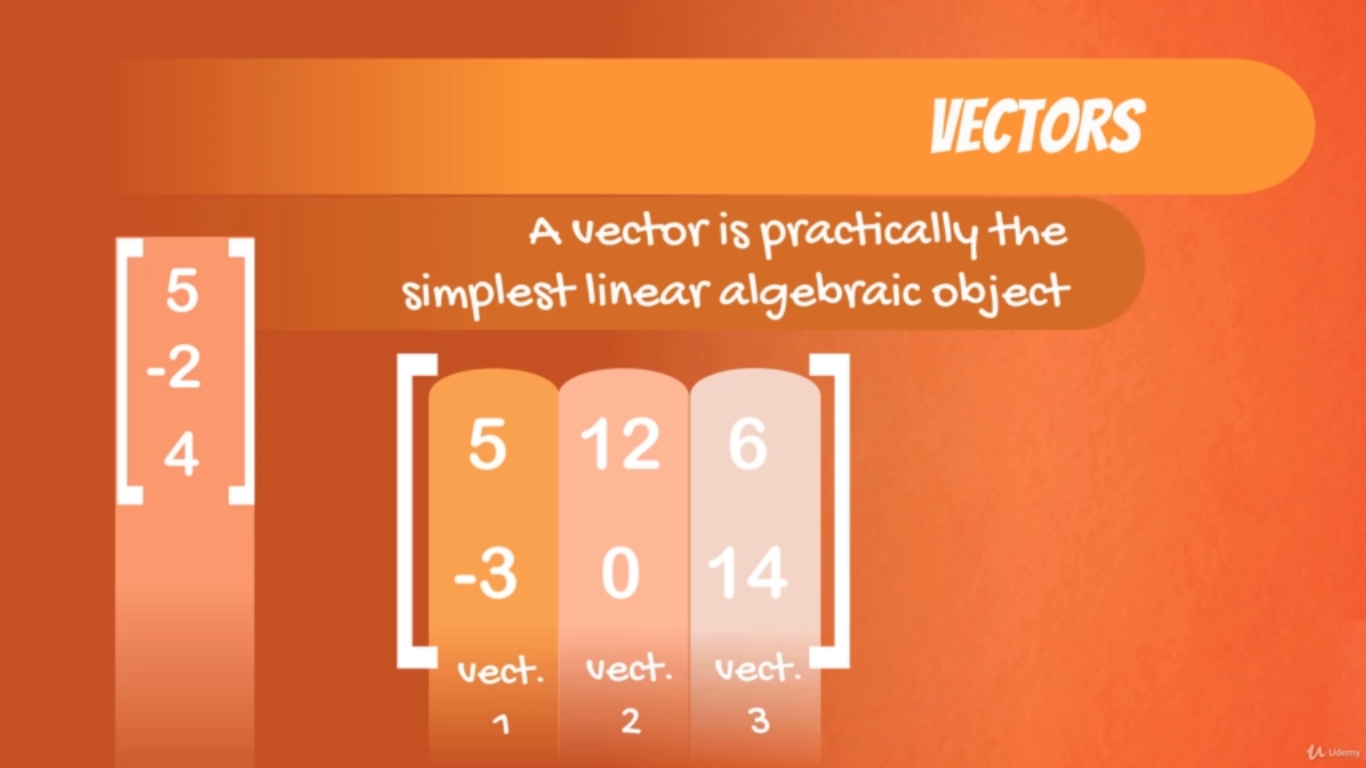 VECTORS
A vector is practically the
simplest linear algebraic object
5
-2
4
5 12 6
-3 0 14
vect. vect. vect.
1 2 3
Udemy